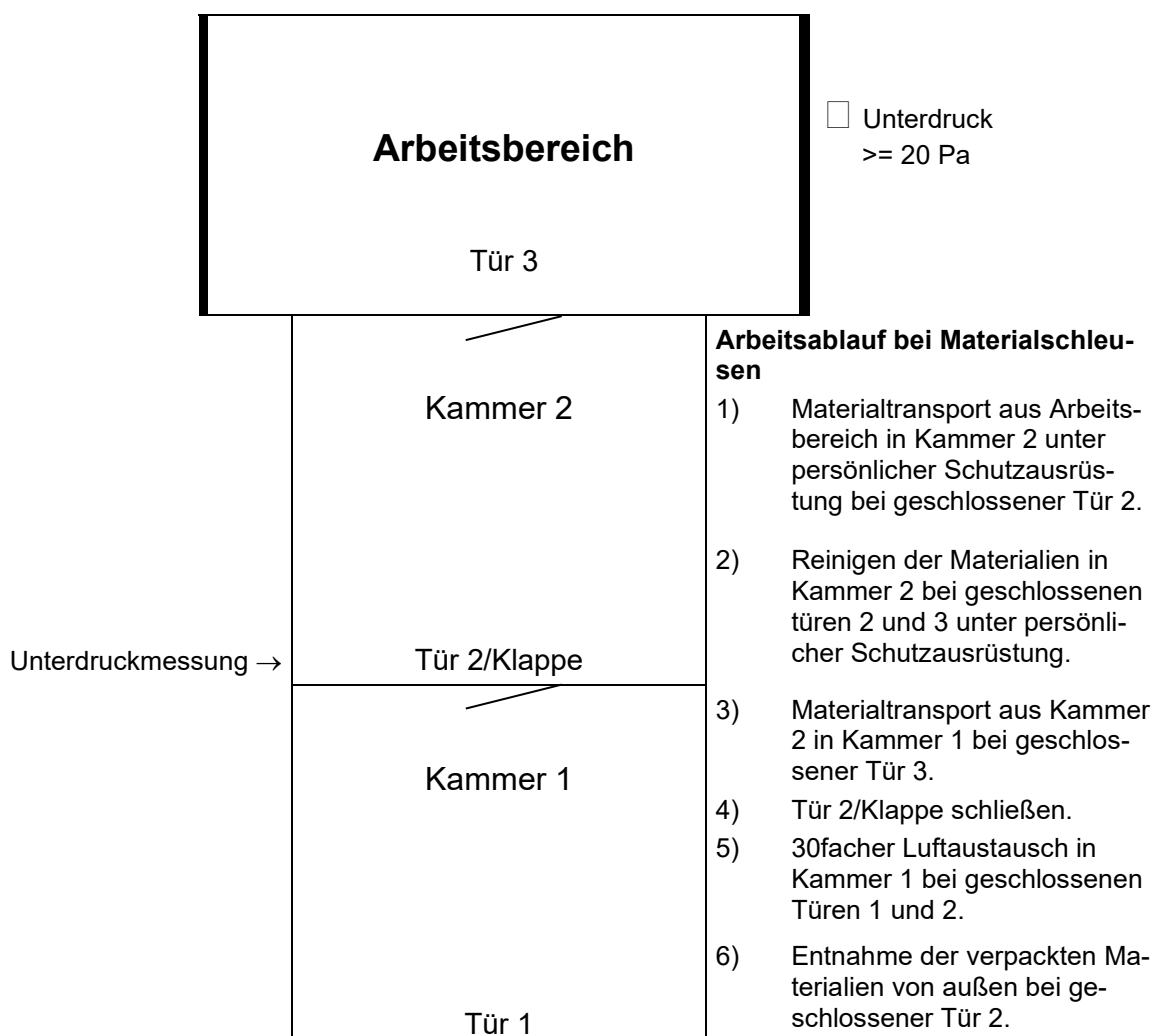 Arbeitsbereich
□ Unterdruck
>= 20 Pa
Tür 3
Kammer 2
Unterdruckmessung →
Tür 2/Klappe
Kammer 1
Tür 1
Arbeitsablauf bei Materialschleu-
sen
1) Materialtransport aus Arbeits-
bereich in Kammer 2 unter
persönlicher Schutzausrüs-
tung bei geschlossener Tür 2.
2) Reinigen der Materialien in
Kammer 2 bei geschlossenen
türen 2 und 3 unter persönli-
cher Schutzausrüstung.
3) Materialtransport aus Kammer
2 in Kammer 1 bei geschlos-
sener Tür 3.
4) Tür 2/Klappe schließen.
5) 30facher Luftaustausch in
Kammer 1 bei geschlossenen
Türen 1 und 2.
6) Entnahme der verpackten Ma-
terialien von außen bei ge-
schlossener Tür 2.